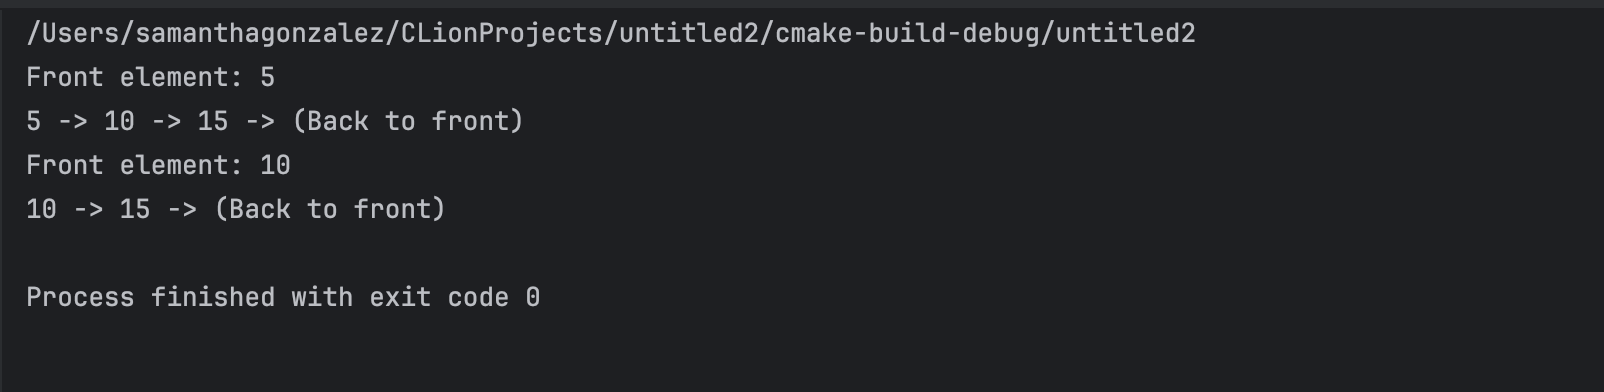 /Users/samanthagonzalez/CLionProjects/untitled2/cmake-build-debug/untitled2
Front element: 5
5 -> 10 -> 15 -> (Back to front)
Front element: 10
10 -> 15 -> (Back to front)
Process finished with exit code 0